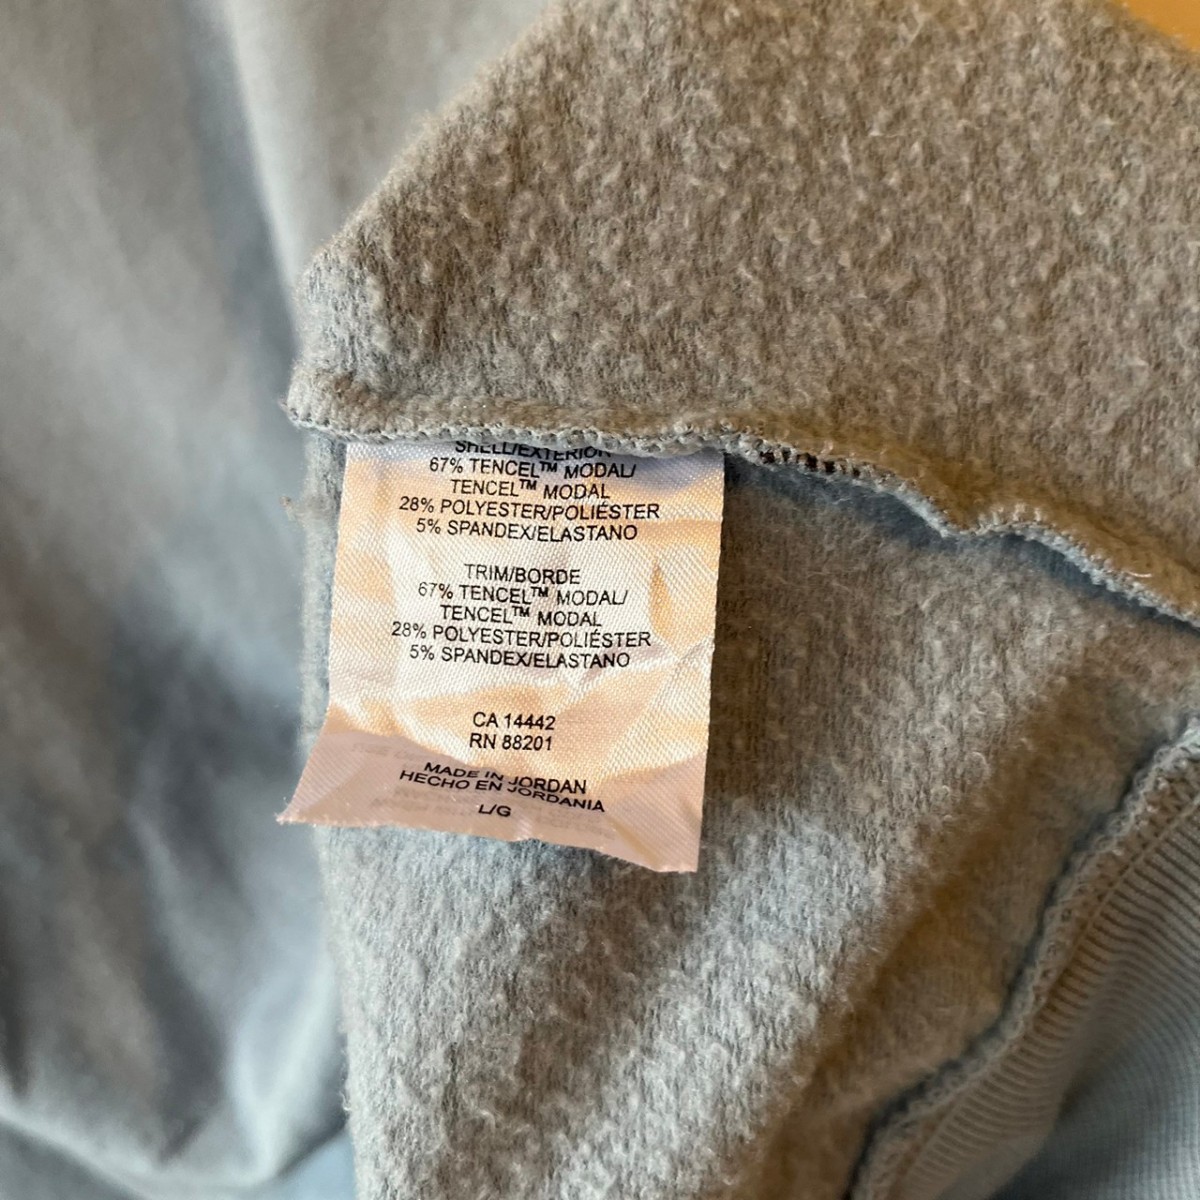 SHELL/EXTERIOR
67% TENCEL™ MODAL/
TENCEL™ MODAL
28% POLYESTER/POLIÉSTER
5% SPANDEX/ELASTANO
TRIM/BORDE
67% TENCEL™ MODAL/
TENCEL™ MODAL
28% POLYESTER/POLIÉSTER
5% SPANDEX/ELASTANO
CA 14442
RN 88201
MADE IN JORDAN
HECHO EN JORDANIA
L/G